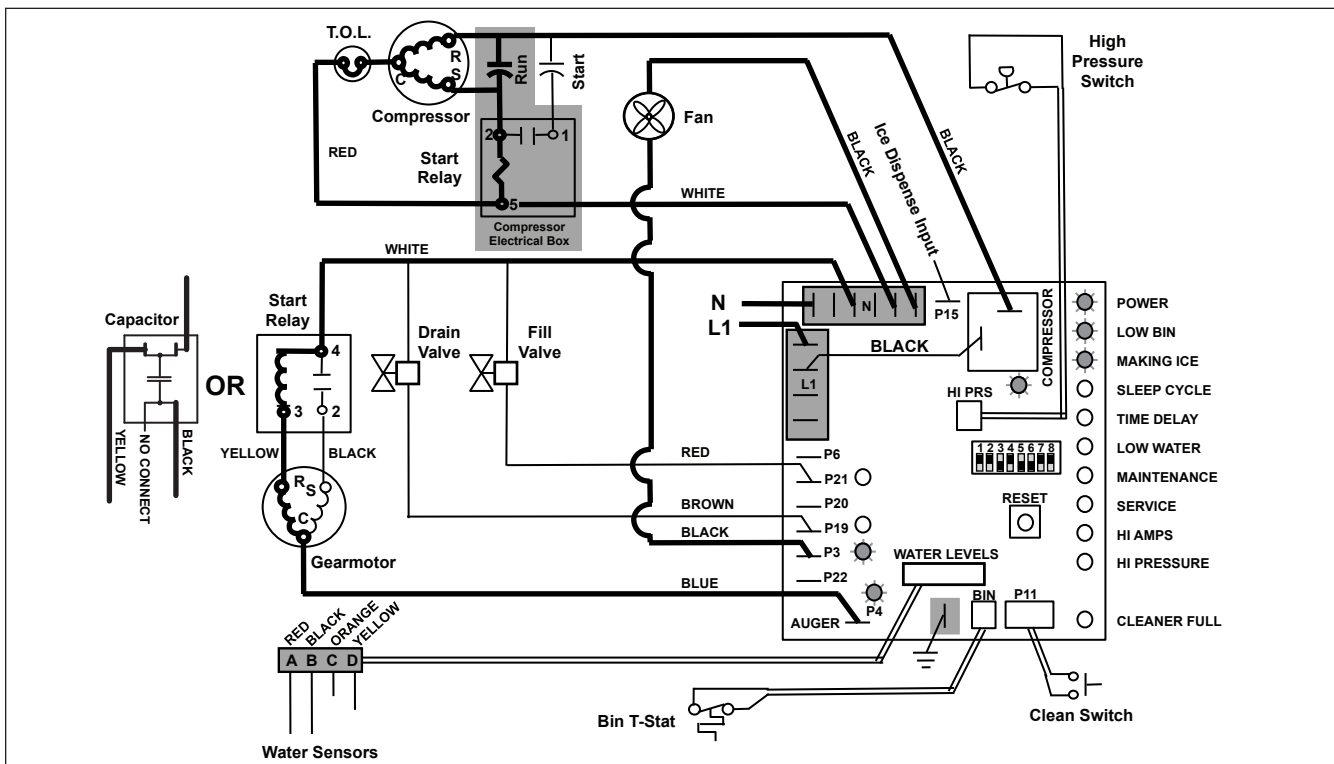 T.O.L.
R
S
C
Compressor
Run
Start
RED
Start
Relay
2
1
5
Compressor
Electrical Box
WHITE
WHITE
Fan
BLACK
Ice Dispense Input
BLACK
High
Pressure
Switch
Capacitor
YELLOW
NO CONNECT
BLACK
OR
Start
Relay
4
3
2
YELLOW
BLACK
R
S
C
Gearmotor
Drain
Valve
Fill
Valve
RED
BROWN
BLACK
BLUE
N
L1
N
P15
BLACK
L1
COMPRESSOR
HI PRS
1 2 3 4 5 6 7 8
RESET
P6
P21
P20
P19
P3
P22
P4
AUGER
WATER LEVELS
BIN
P11
POWER
LOW BIN
MAKING ICE
SLEEP CYCLE
TIME DELAY
LOW WATER
MAINTENANCE
SERVICE
HI AMPS
HI PRESSURE
CLEANER FULL
RED
BLACK
ORANGE
YELLOW
A B C D
Water Sensors
Bin T-Stat
Clean Switch